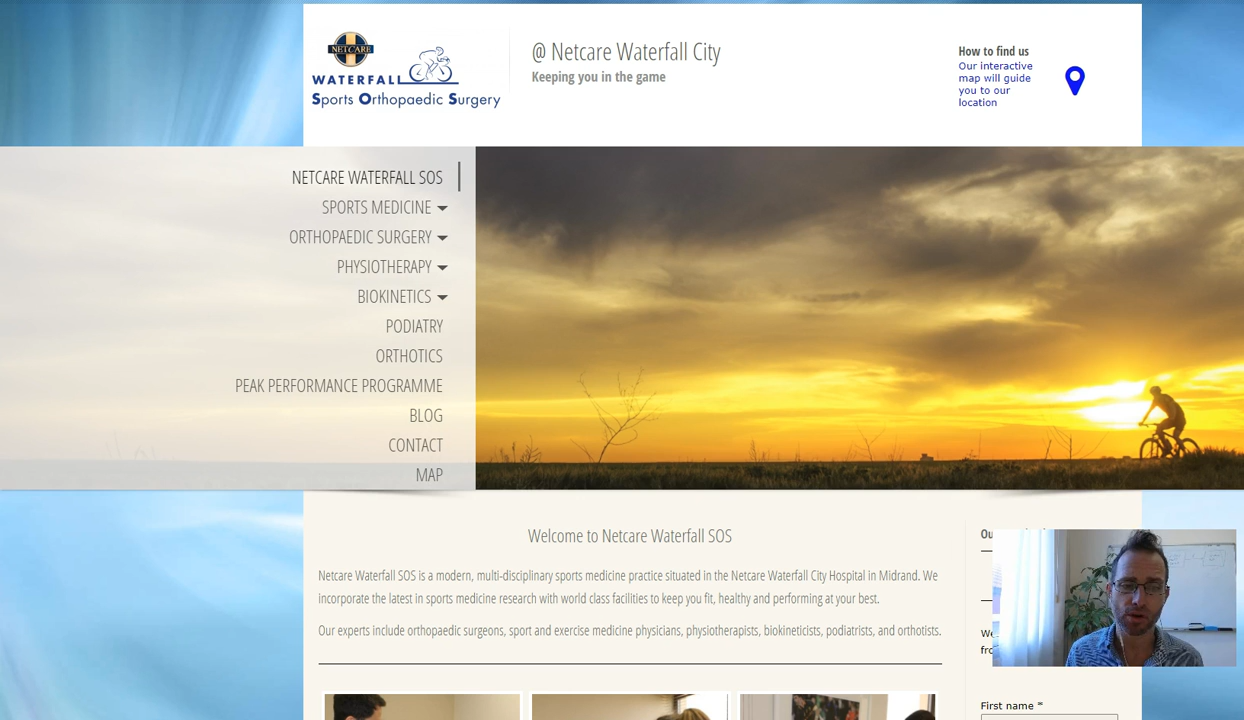 NETCARE
WATERFALL
Sports Orthopaedic Surgery
@ Netcare Waterfall City
Keeping you in the game
How to find us
Our interactive
map will guide
you to our
location
NETCARE WATERFALL SOS
SPORTS MEDICINE
ORTHOPAEDIC SURGERY
PHYSIOTHERAPY
BIOKINETICS
PODIATRY
ORTHOTICS
PEAK PERFORMANCE PROGRAMME
BLOG
CONTACT
MAP
Welcome to Netcare Waterfall SOS
Netcare Waterfall SOS is a modern, multi-disciplinary sports medicine practice situated in the Netcare Waterfall City Hospital in Midrand. We
incorporate the latest in sports medicine research with world class facilities to keep you fit, healthy and performing at your best.
Our experts include orthopaedic surgeons, sport and exercise medicine physicians, physiotherapists, biokineticists, podiatrists, and orthotists.
First name *